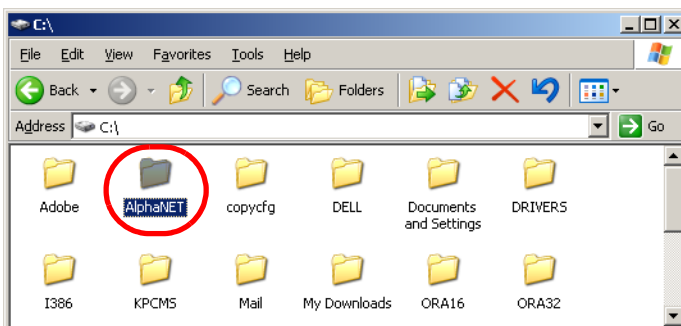 C:\
File Edit View Favorites Tools Help
Back Search Folders
Address C:\ Go
Adobe AlphaNET copycfg DELL Documents and Settings DRIVERS
I386 KPCMS Mail My Downloads ORA16 ORA32